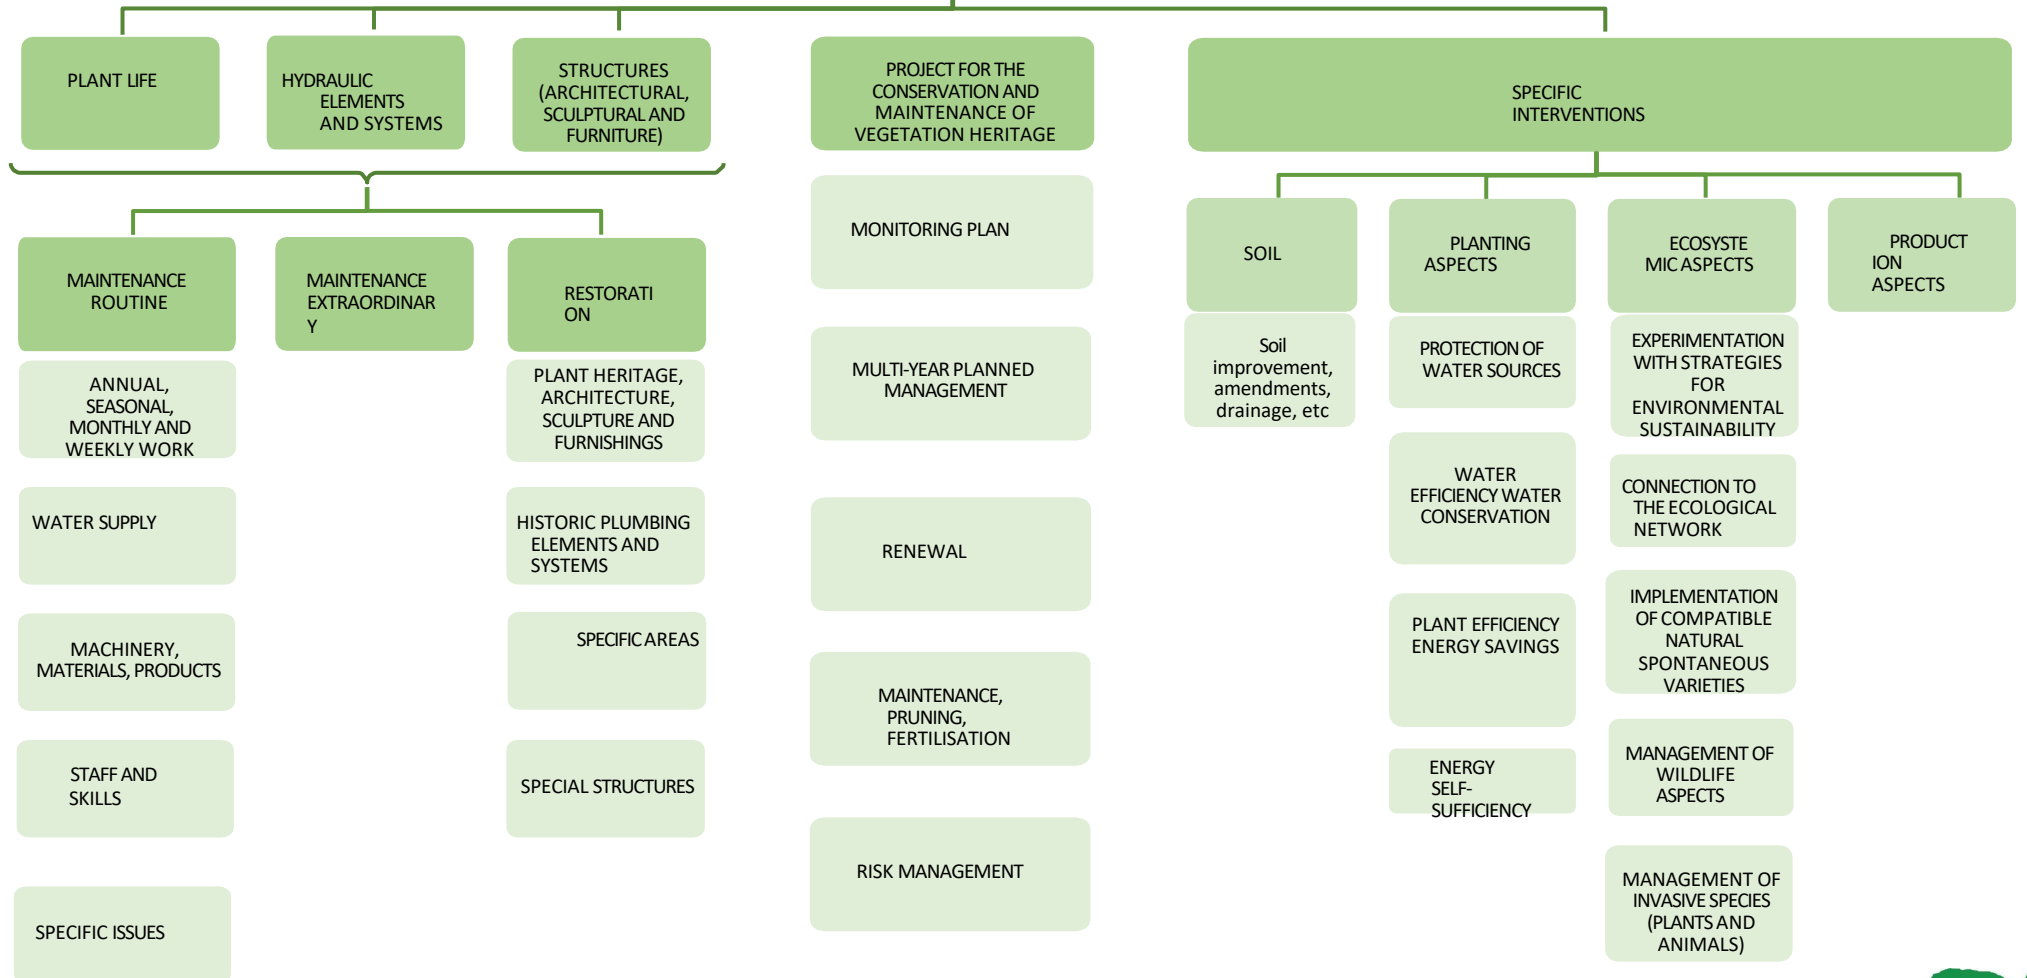 PLANT LIFE
HYDRAULIC
ELEMENTS
AND SYSTEMS
STRUCTURES
(ARCHITECTURAL,
SCULPTURAL AND
FURNITURE)
PROJECT FOR THE
CONSERVATION AND
MAINTENANCE OF
VEGETATION HERITAGE
SPECIFIC
INTERVENTIONS
MAINTENANCE
ROUTINE
MAINTENANCE
EXTRAORDINAR
Y
RESTORATI
ON
ANNUAL,
SEASONAL,
MONTHLY AND
WEEKLY WORK
WATER SUPPLY
MACHINERY,
MATERIALS, PRODUCTS
STAFF AND
SKILLS
SPECIFIC ISSUES
PLANT HERITAGE,
ARCHITECTURE,
SCULPTURE AND
FURNISHINGS
HISTORIC PLUMBING
ELEMENTS AND
SYSTEMS
SPECIFIC AREAS
SPECIAL STRUCTURES
MONITORING PLAN
MULTI-YEAR PLANNED
MANAGEMENT
RENEWAL
MAINTENANCE,
PRUNING,
FERTILISATION
RISK MANAGEMENT
SOIL
Soil
improvement,
amendments,
drainage, etc
PLANTING
ASPECTS
PROTECTION OF
WATER SOURCES
WATER
EFFICIENCY WATER
CONSERVATION
PLANT EFFICIENCY
ENERGY SAVINGS
ENERGY
SELF-
SUFFICIENCY
ECOSYSTE
MIC ASPECTS
EXPERIMENTATION
WITH STRATEGIES
FOR
ENVIRONMENTAL
SUSTAINABILITY
CONNECTION TO
THE ECOLOGICAL
NETWORK
IMPLEMENTATION
OF COMPATIBLE
NATURAL
SPONTANEOUS
VARIETIES
MANAGEMENT OF
WILDLIFE
ASPECTS
MANAGEMENT OF
INVASIVE SPECIES
(PLANTS AND
ANIMALS)
PRODUCT
ION
ASPECTS